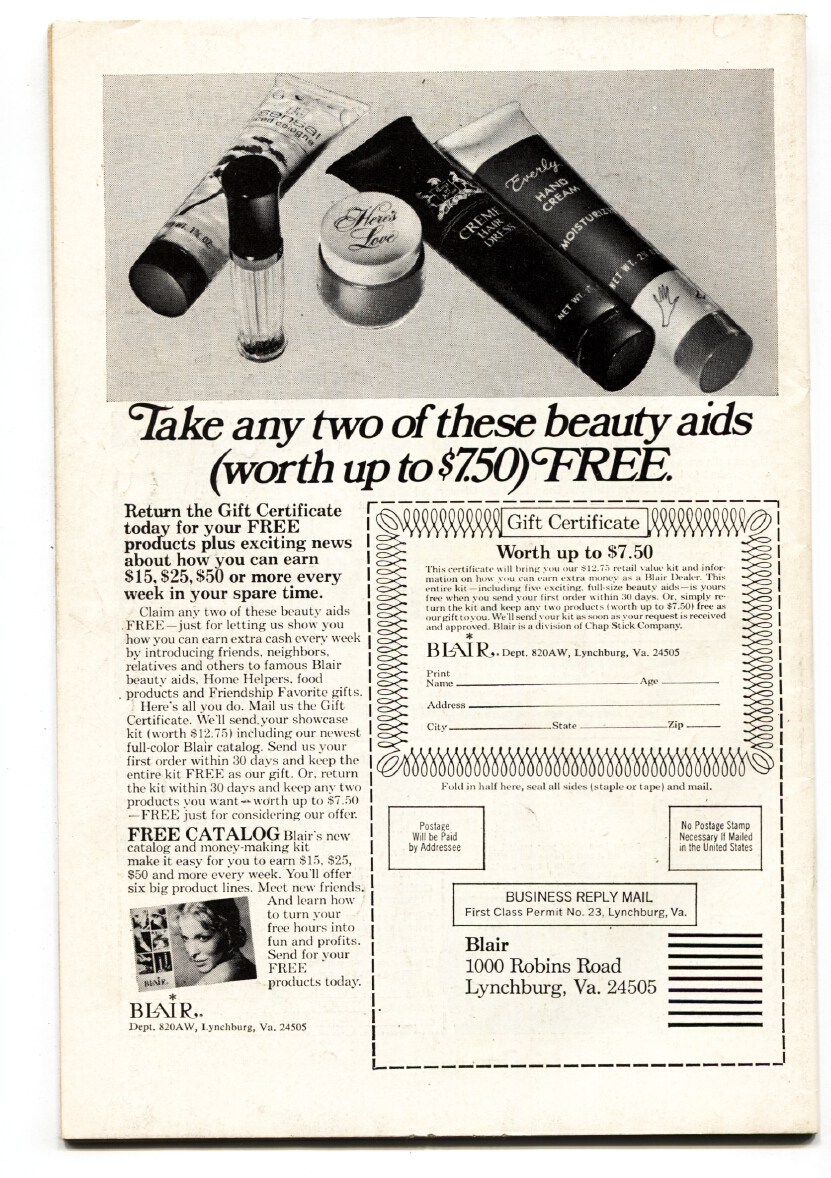 Here's
Love
CREME
HAIR
DRESS
NET WT.
Everly
HAND
CREAM
MOISTURIZ
NET WT. 2
Take any two of these beauty aids
(worth up to $7.50) FREE.
Return the Gift Certificate
today for your FREE
products plus exciting news
about how you can earn
$15, $25, $50 or more every
week in your spare time.
Claim any two of these beauty aids
FREE—just for letting us show you
how you can earn extra cash every week
by introducing friends, neighbors,
relatives and others to famous Blair
beauty aids, Home Helpers, food
products and Friendship Favorite gifts.
Here's all you do. Mail us the Gift
Certificate. We'll send your showcase
kit (worth $12.75) including our newest
full-color Blair catalog. Send us your
first order within 30 days and keep the
entire kit FREE as our gift. Or, return
the kit within 30 days and keep any two
products you want—worth up to $7.50
—FREE just for considering our offer.
FREE CATALOG Blair's new
catalog and money-making kit
make it easy for you to earn $15, $25,
$50 and more every week. You'll offer
six big product lines. Meet new friends.
And learn how
to turn your
free hours into
fun and profits.
Send for your
FREE
products today.
BLAIR.
BLAIR.
Dept. 820AW, Lynchburg, Va. 24505
Gift Certificate
Worth up to $7.50
This certificate will bring you our $12.75 retail value kit and infor-
mation on how you can earn extra money as a Blair Dealer. This
entire kit—including five exciting, full-size beauty aids—is yours
free when you send your first order within 30 days. Or, simply re-
turn the kit and keep any two products (worth up to $7.50) free as
our gift to you. We'll send your kit as soon as your request is received
and approved. Blair is a division of Chap Stick Company.
BLAIR. Dept. 820AW, Lynchburg, Va. 24505
Print
Name Age
Address
City State Zip
Fold in half here, seal all sides (staple or tape) and mail.
Postage
Will be Paid
by Addressee
No Postage Stamp
Necessary If Mailed
in the United States
BUSINESS REPLY MAIL
First Class Permit No. 23, Lynchburg, Va.
Blair
1000 Robins Road
Lynchburg, Va. 24505